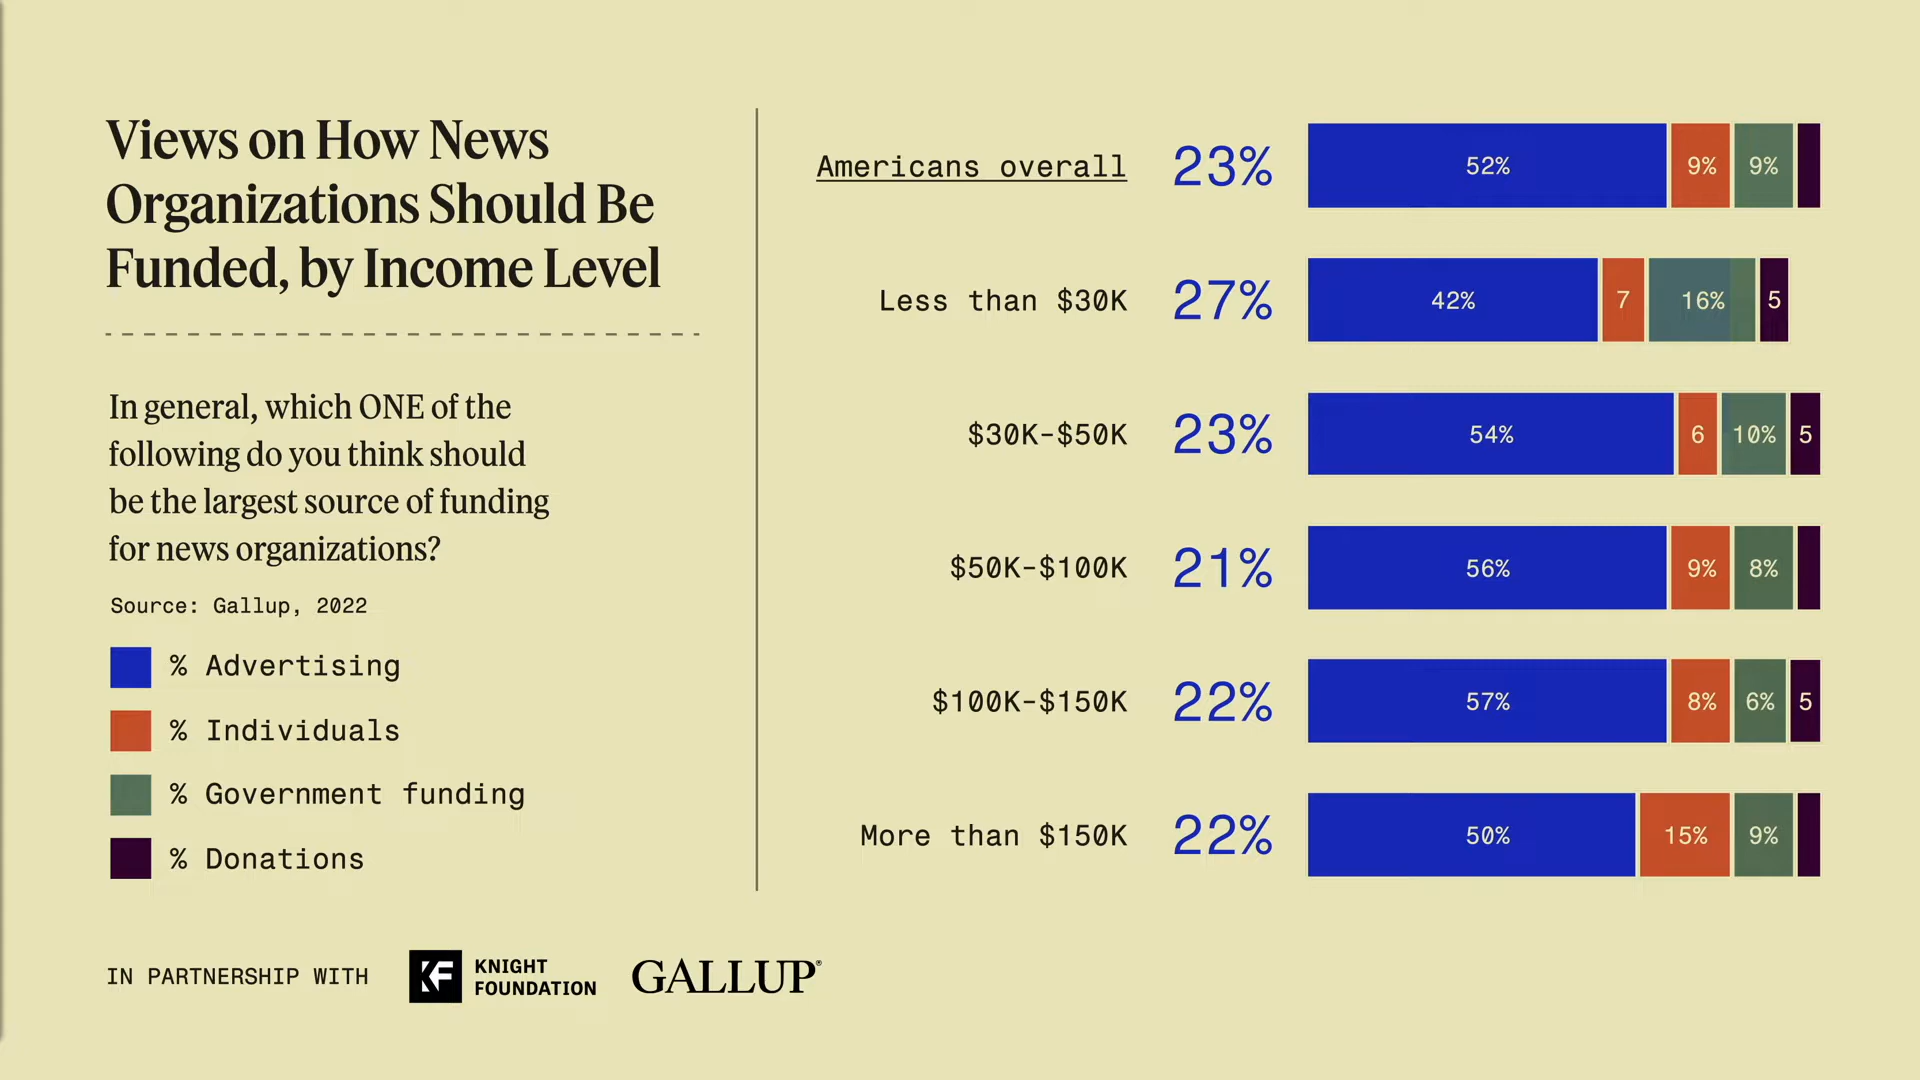 Views on How News
Organizations Should Be
Funded, by Income Level
In general, which ONE of the
following do you think should
be the largest source of funding
for news organizations?
Source: Gallup, 2022
% Advertising
% Individuals
% Government funding
% Donations
Americans overall 23% 52% 9% 9%
Less than $30K 27% 42% 7 16% 5
$30K-$50K 23% 54% 6 10% 5
$50K-$100K 21% 56% 9% 8%
$100K-$150K 22% 57% 8% 6% 5
More than $150K 22% 50% 15% 9%
IN PARTNERSHIP WITH
KF
KNIGHT
FOUNDATION
GALLUP®